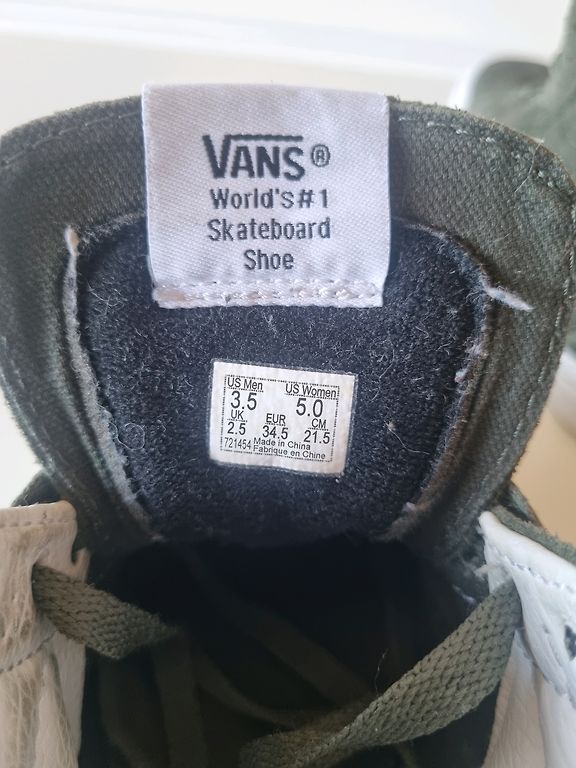 VANS®
World's#1
Skateboard
Shoe
US Men US Women
3.5 5.0
UK EUR CM
2.5 34.5 21.5
721454 Made in China
Fabrique en Chine